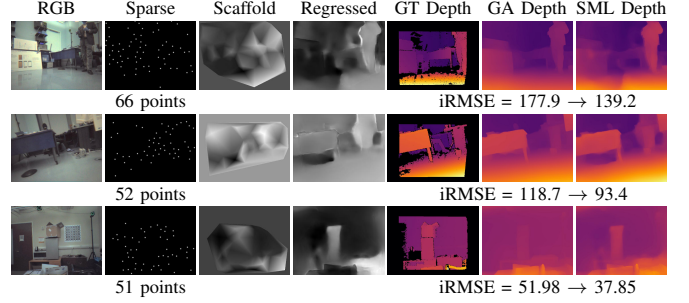 RGB Sparse Scaffold Regressed GT Depth GA Depth SML Depth
66 points iRMSE = 177.9 → 139.2
52 points iRMSE = 118.7 → 93.4
51 points iRMSE = 51.98 → 37.85